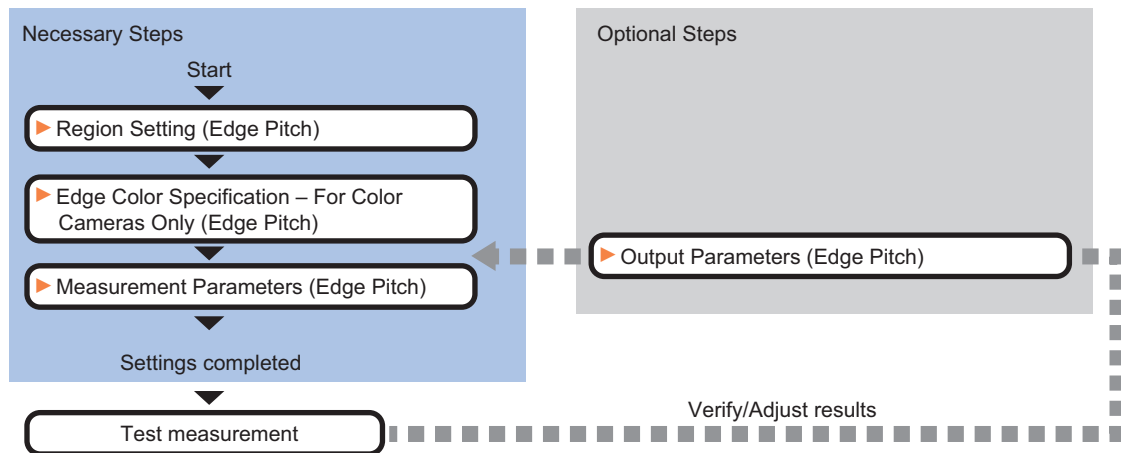 Necessary Steps
Start
Region Setting (Edge Pitch)
Edge Color Specification – For Color
Cameras Only (Edge Pitch)
Measurement Parameters (Edge Pitch)
Settings completed
Test measurement
Optional Steps
Output Parameters (Edge Pitch)
Verify/Adjust results